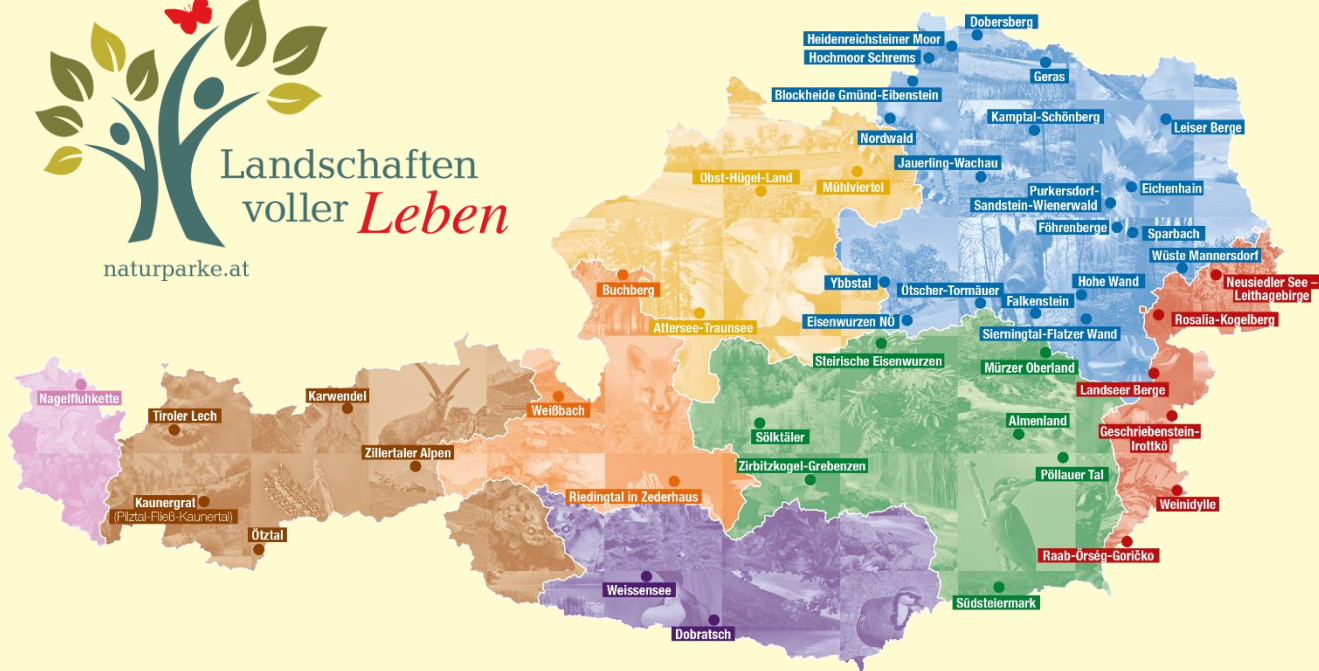 Landschaften
voller Leben
naturparke.at
Dobersberg
Heidenreichsteiner Moor
Hochmoor Schrems
Geras
Blockheide Gmünd-Eibenstein
Kamptal-Schönberg
Leiser Berge
Nordwald
Jauerling-Wachau
Obst-Hügel-Land
Mühlviertel
Purkersdorf-
Sandstein-Wienerwald
Eichenhain
Föhrenberge
Sparbach
Wüste Mannersdorf
Buchberg
Ybbstal
Ötscher-Tormäuer
Hohe Wand
Neusiedler See –
Leithagebirge
Falkenstein
Attersee-Traunsee
Eisenwurzen NÖ
Rosalia-Kogelberg
Sierningtal-Flatzer Wand
Steirische Eisenwurzen
Mürzer Oberland
Nagelfluhkette
Karwendel
Landseer Berge
Tiroler Lech
Weißbach
Almenland
Geschriebenstein-
Irottkö
Sölktäler
Zillertaler Alpen
Zirbitzkogel-Grebenzen
Pöllauer Tal
Riedingtal in Zederhaus
Kaunergrat
(Pilztal-Fließ-Kaunertal)
Weinidylle
Ötztal
Raab-Örség-Goričko
Weissensee
Südsteiermark
Dobratsch